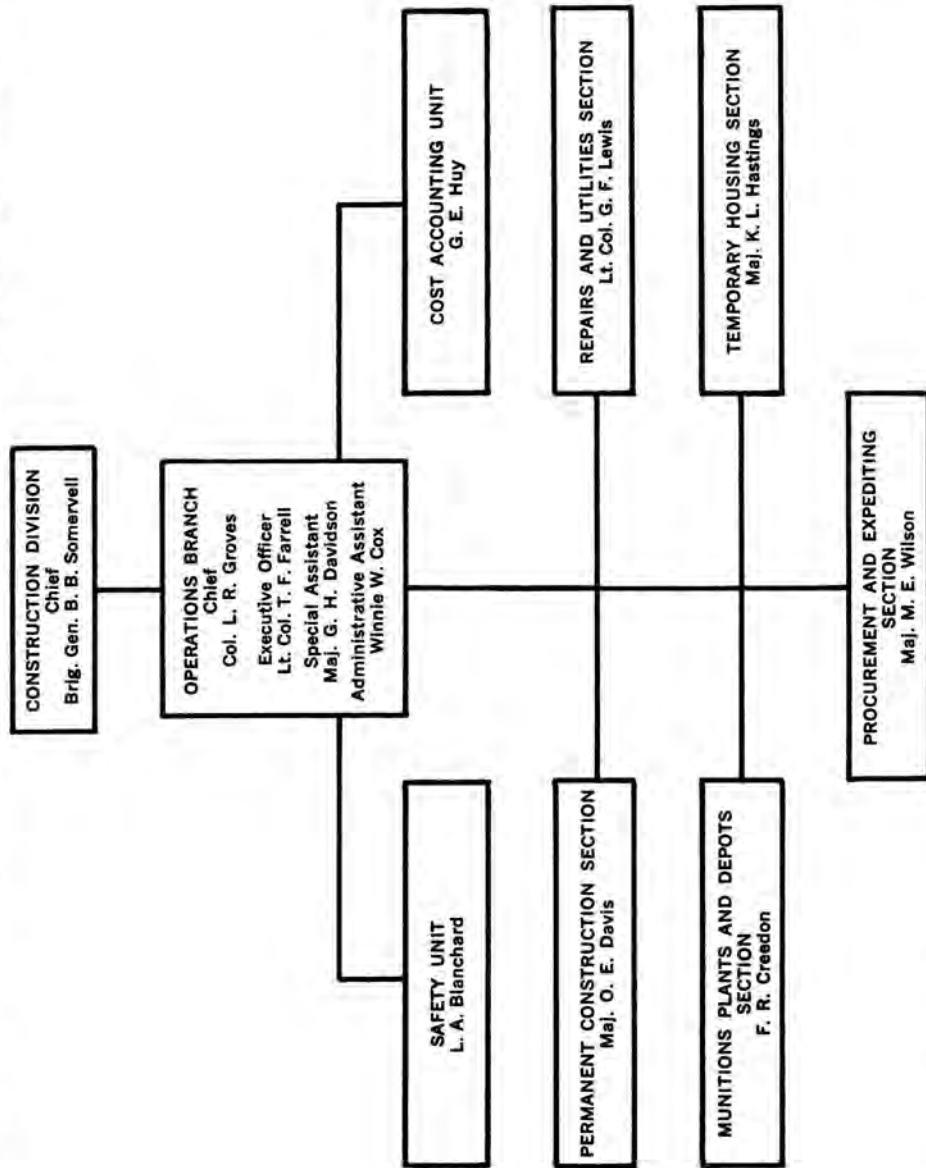 CONSTRUCTION DIVISION
Chief
Brig. Gen. B. B. Somervell
OPERATIONS BRANCH
Chief
Col. L. R. Groves
Executive Officer
Lt. Col. T. F. Farrell
Special Assistant
Maj. G. H. Davidson
Administrative Assistant
Winnie W. Cox
SAFETY UNIT
L. A. Blanchard
COST ACCOUNTING UNIT
G. E. Huy
PERMANENT CONSTRUCTION SECTION
Maj. O. E. Davis
REPAIRS AND UTILITIES SECTION
Lt. Col. G. F. Lewis
MUNITIONS PLANTS AND DEPOTS
SECTION
F. R. Creedon
TEMPORARY HOUSING SECTION
Maj. K. L. Hastings
PROCUREMENT AND EXPEDITING
SECTION
Maj. M. E. Wilson